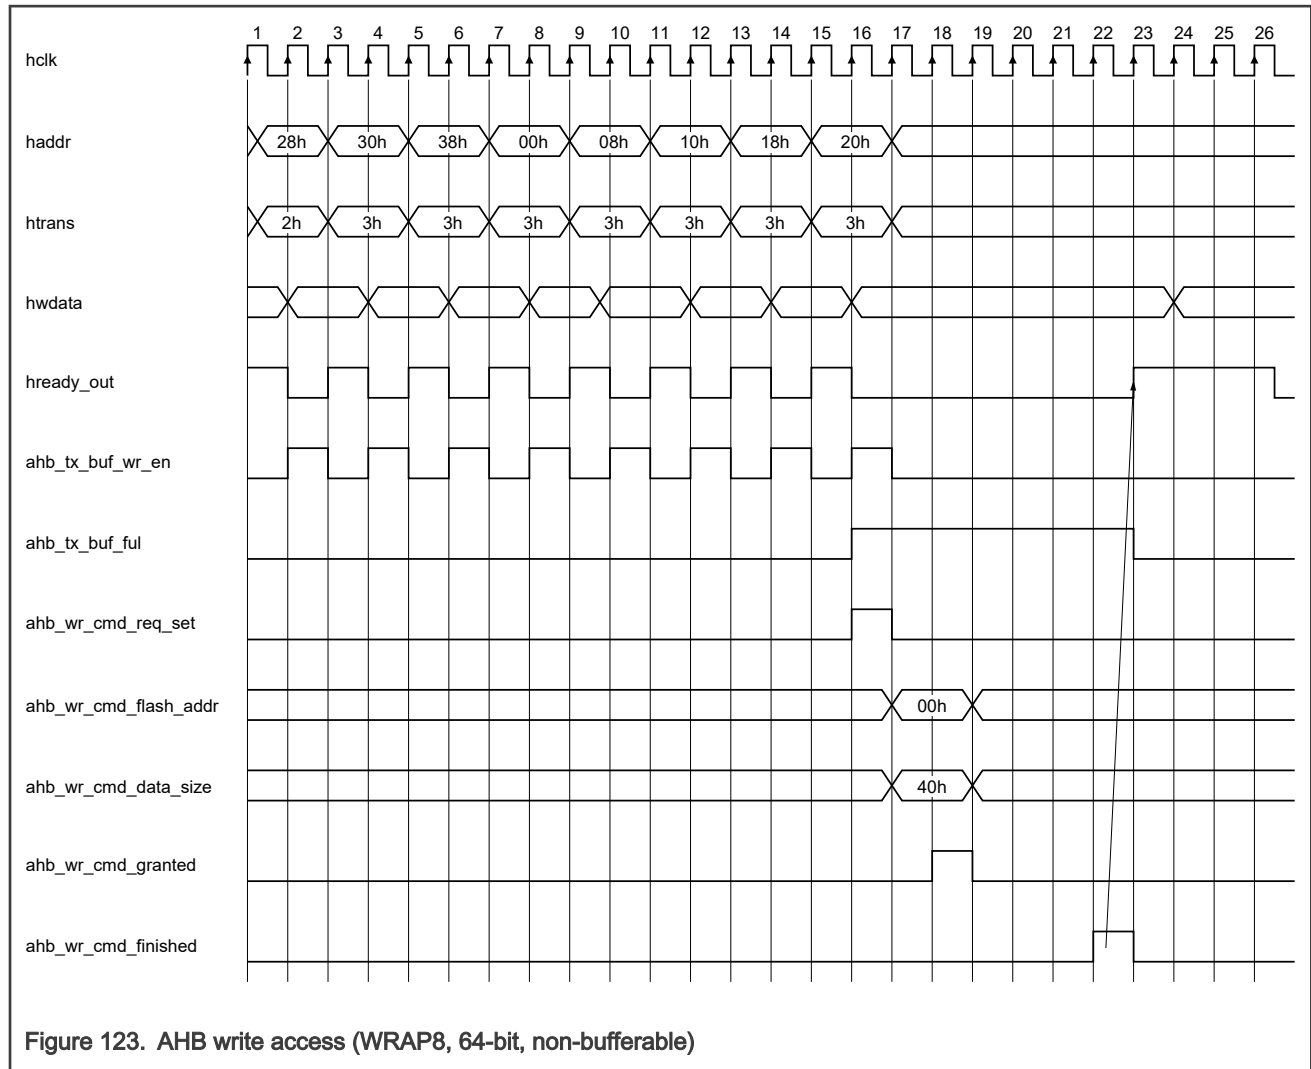 1 2 3 4 5 6 7 8 9 10 11 12 13 14 15 16 17 18 19 20 21 22 23 24 25 26
hclk
haddr 28h 30h 38h 00h 08h 10h 18h 20h
htrans 2h 3h 3h 3h 3h 3h 3h 3h
hwdata
hready_out
ahb_tx_buf_wr_en
ahb_tx_buf_ful
ahb_wr_cmd_req_set
ahb_wr_cmd_flash_addr 00h
ahb_wr_cmd_data_size 40h
ahb_wr_cmd_granted
ahb_wr_cmd_finished
Figure 123. AHB write access (WRAP8, 64-bit, non-bufferable)